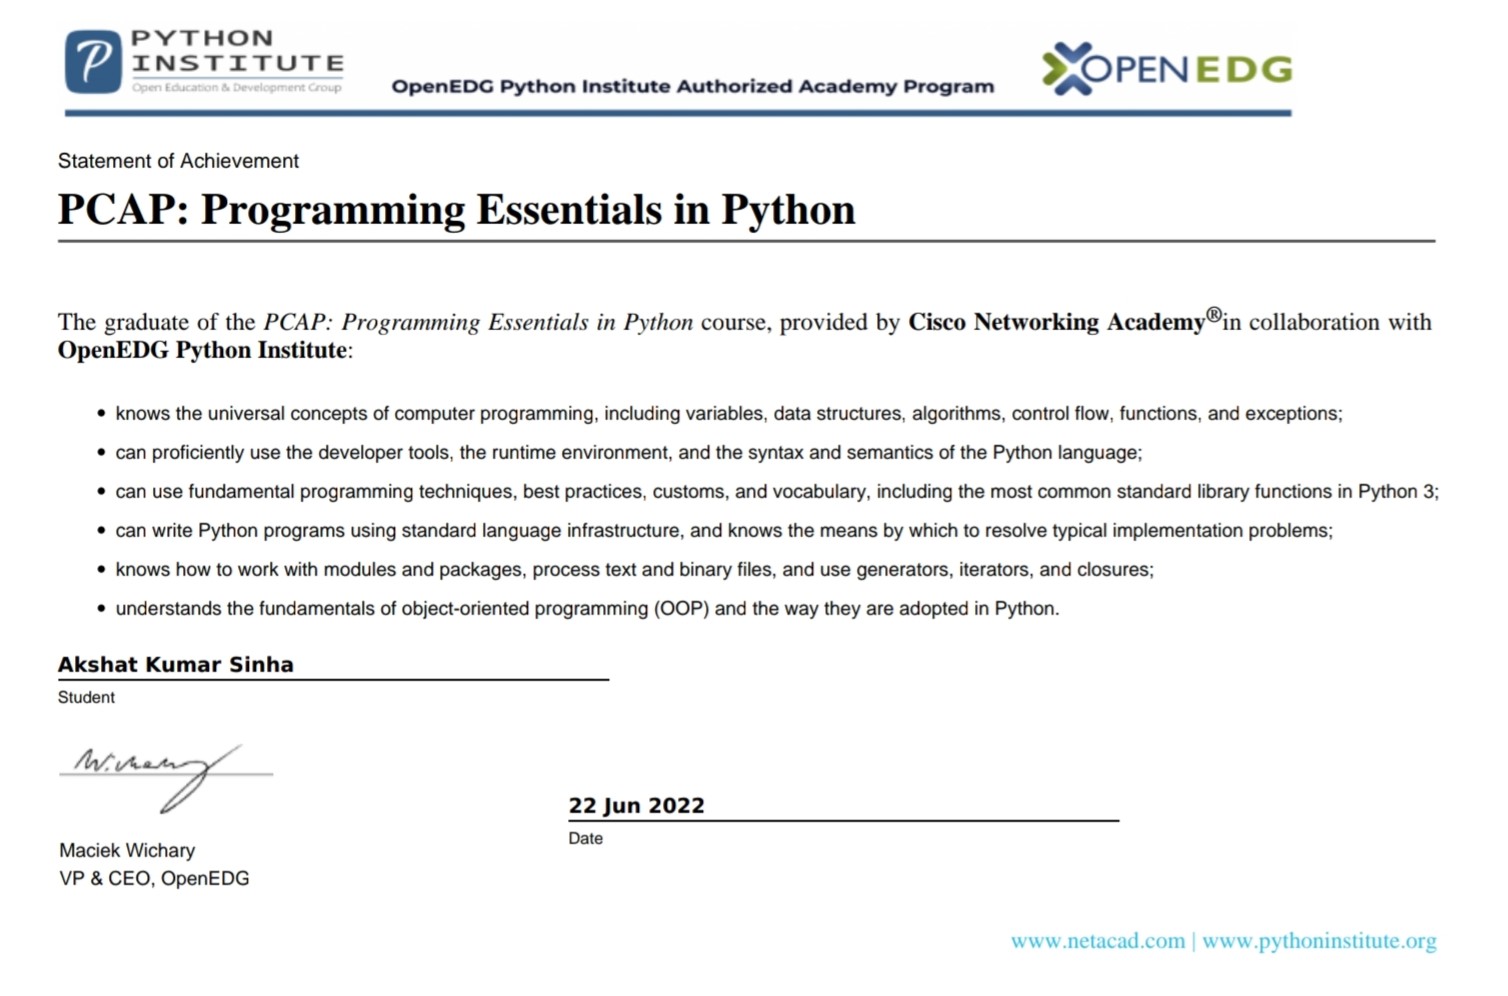 PYTHON
INSTITUTE
Open Education & Development Group
OpenEDG Python Institute Authorized Academy Program
OPENEDG
Statement of Achievement
PCAP: Programming Essentials in Python
The graduate of the PCAP: Programming Essentials in Python course, provided by Cisco Networking Academy®in collaboration with
OpenEDG Python Institute:
• knows the universal concepts of computer programming, including variables, data structures, algorithms, control flow, functions, and exceptions;
• can proficiently use the developer tools, the runtime environment, and the syntax and semantics of the Python language;
• can use fundamental programming techniques, best practices, customs, and vocabulary, including the most common standard library functions in Python 3;
• can write Python programs using standard language infrastructure, and knows the means by which to resolve typical implementation problems;
• knows how to work with modules and packages, process text and binary files, and use generators, iterators, and closures;
• understands the fundamentals of object-oriented programming (OOP) and the way they are adopted in Python.
Akshat Kumar Sinha
Student
W.Wichary
22 Jun 2022
Date
Maciek Wichary
VP & CEO, OpenEDG
www.netacad.com | www.pythoninstitute.org